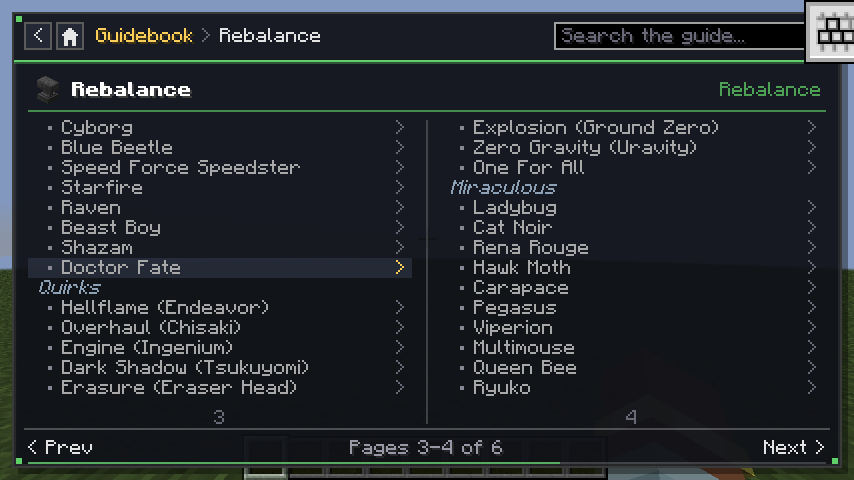 Guidebook > Rebalance
Search the guide...
Rebalance
Rebalance
Cyborg
Blue Beetle
Speed Force Speedster
Starfire
Raven
Beast Boy
Shazam
Doctor Fate
Quirks
Hellflame (Endeavor)
Overhaul (Chisaki)
Engine (Ingenium)
Dark Shadow (Tsukuyomi)
Erasure (Eraser Head)
3
Explosion (Ground Zero)
Zero Gravity (Uravity)
One For All
Miraculous
Ladybug
Cat Noir
Rena Rouge
Hawk Moth
Carapace
Pegasus
Viperion
Multimouse
Queen Bee
Ryuko
4
< Prev
Pages 3-4 of 6
Next >